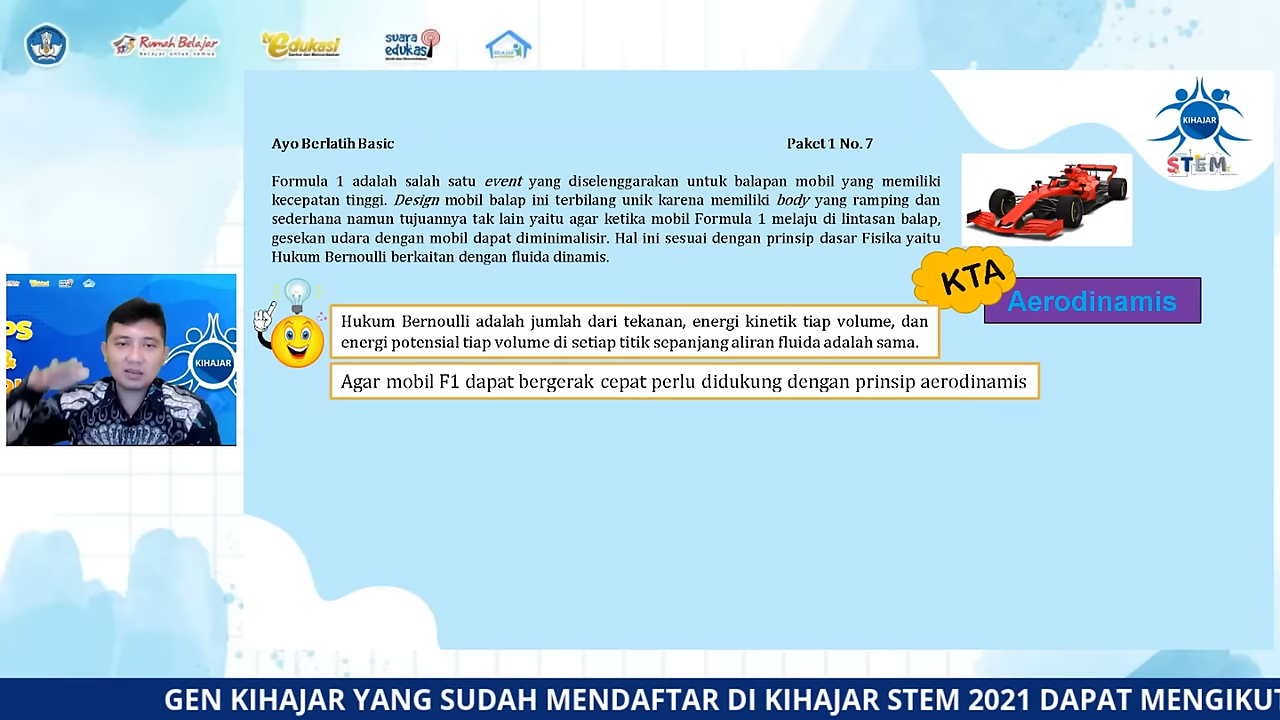 Rumah Belajar
tv Edukasi
suara
edukasi
KIHAJAR
STEM
Ayo Berlatih Basic
Paket 1 No. 7
Formula 1 adalah salah satu event yang diselenggarakan untuk balapan mobil yang memiliki
kecepatan tinggi. Design mobil balap ini terbilang unik karena memiliki body yang ramping dan
sederhana namun tujuannya tak lain yaitu agar ketika mobil Formula 1 melaju di lintasan balap,
gesekan udara dengan mobil dapat diminimalisir. Hal ini sesuai dengan prinsip dasar Fisika yaitu
Hukum Bernoulli berkaitan dengan fluida dinamis.
KTA
Aerodinamis
Hukum Bernoulli adalah jumlah dari tekanan, energi kinetik tiap volume, dan
energi potensial tiap volume di setiap titik sepanjang aliran fluida adalah sama.
Agar mobil F1 dapat bergerak cepat perlu didukung dengan prinsip aerodinamis
PS
&
KIHAJAR
GEN KIHAJAR YANG SUDAH MENDAFTAR DI KIHAJAR STEM 2021 DAPAT MENGIKUT